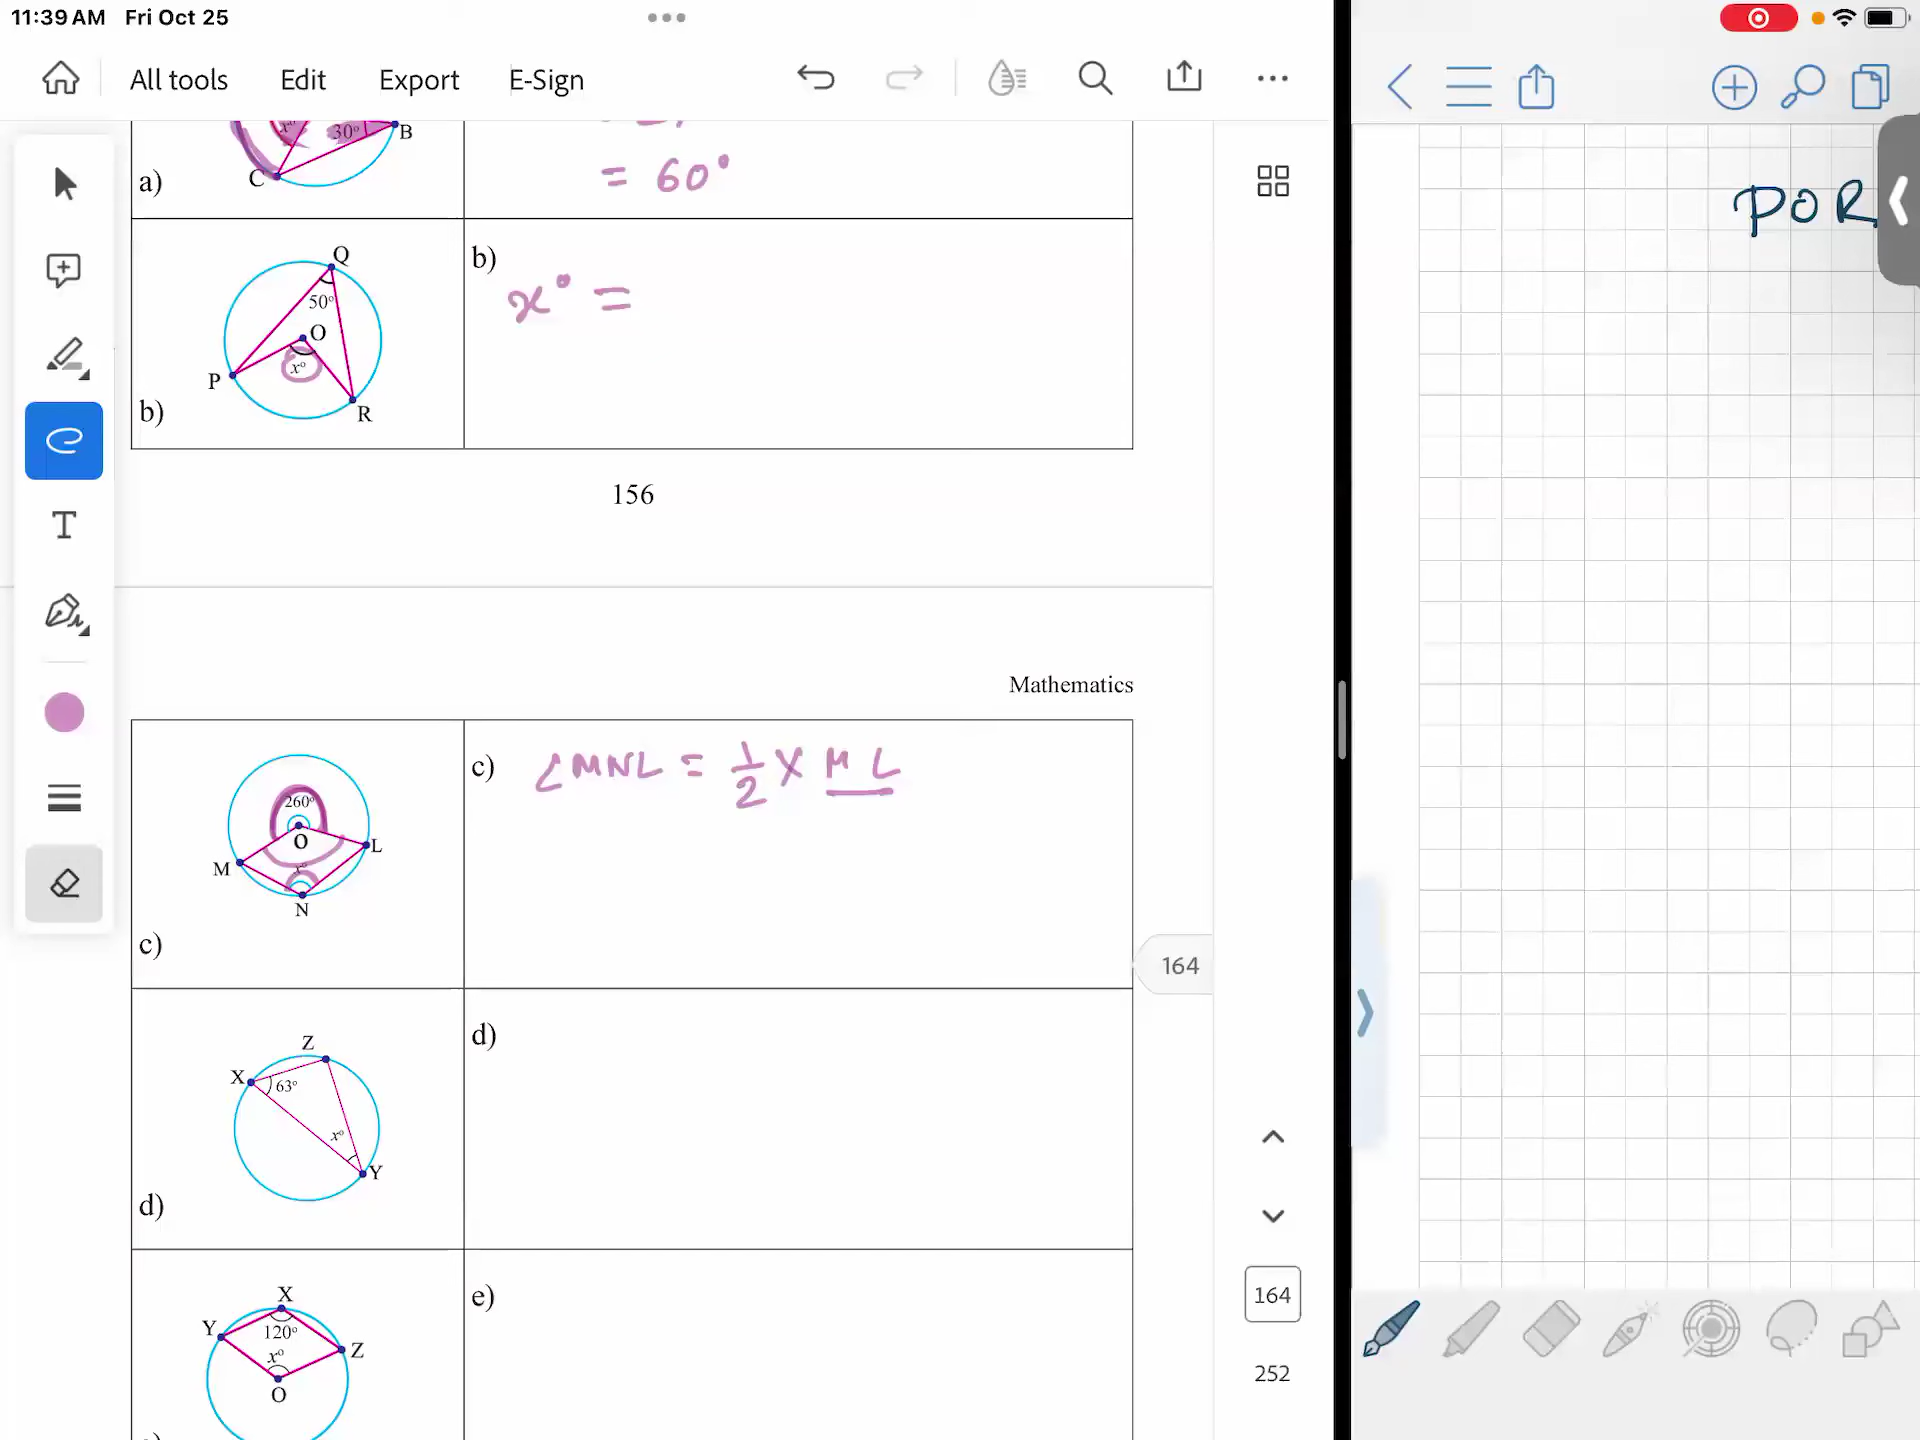 11:39 AM Fri Oct 25
All tools Edit Export E-Sign
x° 30° B
C
a)
= 60°
Q
50°
O
x°
P
R
b)
b)
x° =
156
Mathematics
260°
O
L
M
x°
N
c)
c) ∠MNL = 1/2 X ML
164
Z
X
63°
x°
Y
d)
d)
X
Y
120°
Z
x°
O
e)
164
252
POR